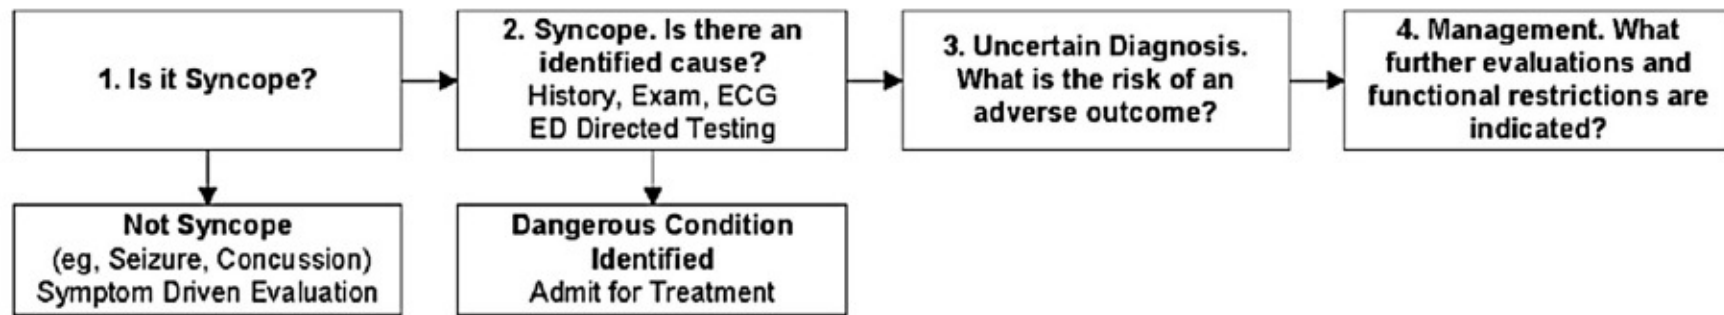 1. Is it Syncope?
2. Syncope. Is there an
identified cause?
History, Exam, ECG
ED Directed Testing
3. Uncertain Diagnosis.
What is the risk of an
adverse outcome?
4. Management. What
further evaluations and
functional restrictions are
indicated?
Not Syncope
(eg, Seizure, Concussion)
Symptom Driven Evaluation
Dangerous Condition
Identified
Admit for Treatment